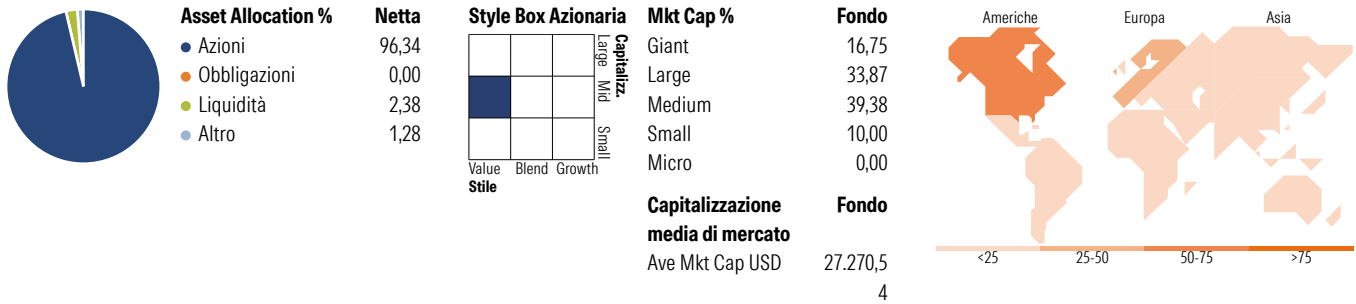 Asset Allocation % Netta
Azioni 96,34
Obbligazioni 0,00
Liquidità 2,38
Altro 1,28
Style Box Azionaria
Capitalizz.
Large
Mid
Small
Value Blend Growth
Stile
Mkt Cap % Fondo
Giant 16,75
Large 33,87
Medium 39,38
Small 10,00
Micro 0,00
Capitalizzazione Fondo
media di mercato
Ave Mkt Cap USD 27.270,5
4
Americhe Europa Asia
<25 25-50 50-75 >75